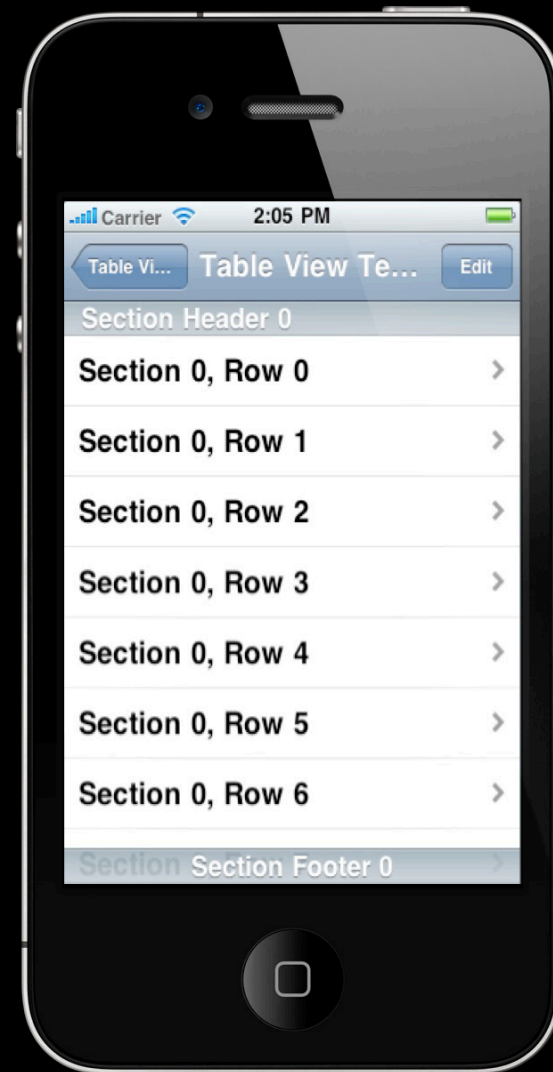 Carrier 2:05 PM
Table Vi... Table View Te... Edit
Section Header 0
Section 0, Row 0
Section 0, Row 1
Section 0, Row 2
Section 0, Row 3
Section 0, Row 4
Section 0, Row 5
Section 0, Row 6
Section
Section Footer 0